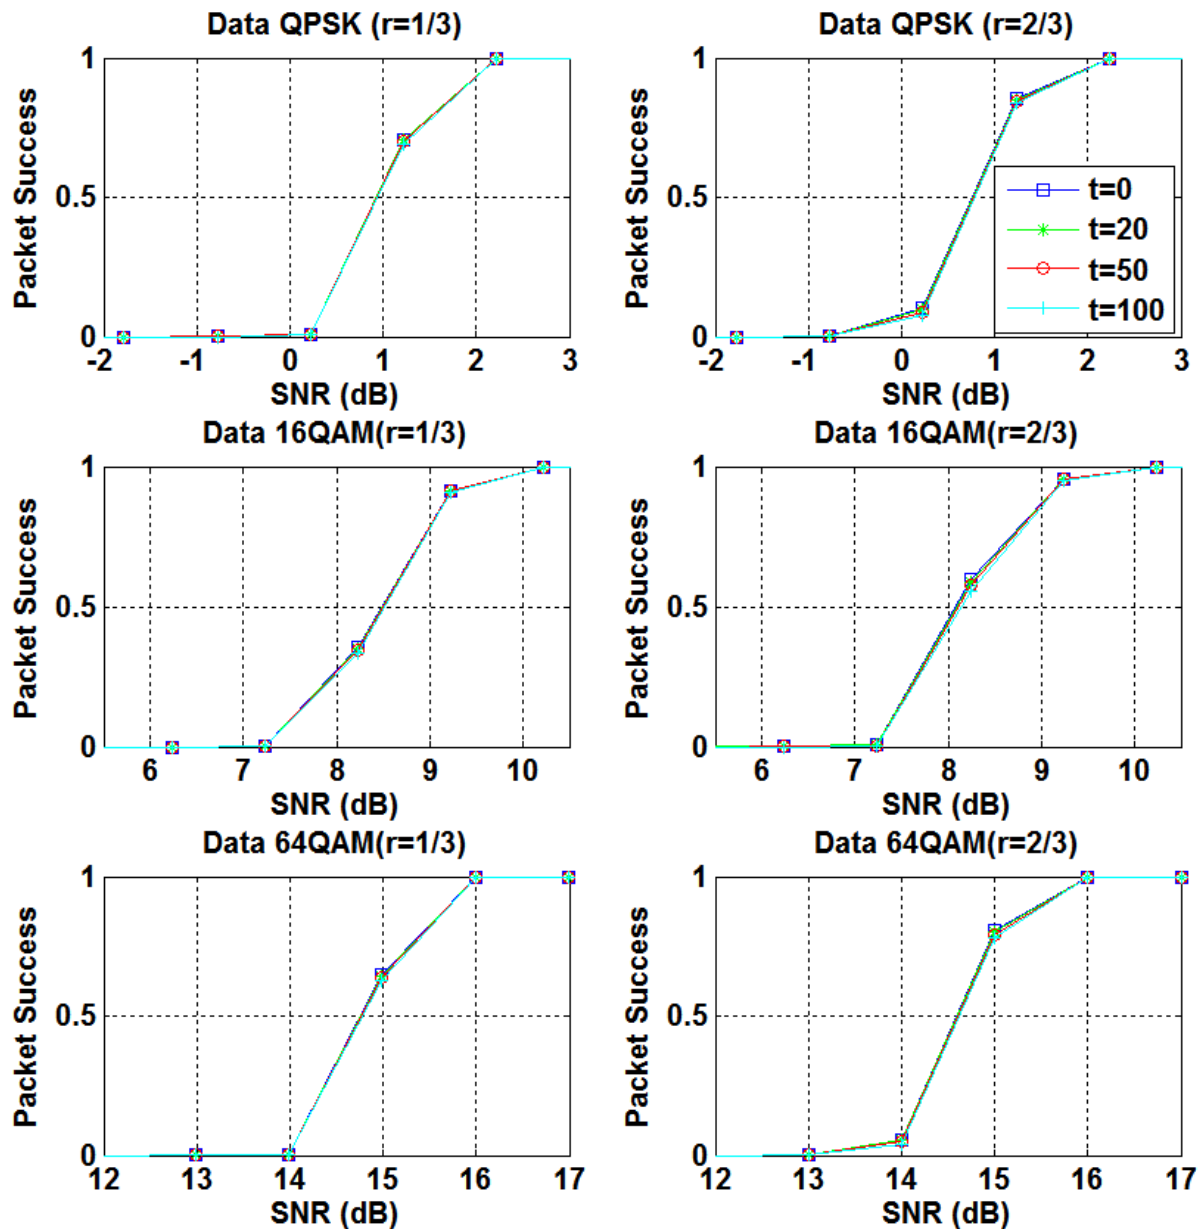 Data QPSK (r=1/3)
1
0.5
0
Packet Success
-2 -1 0 1 2 3
SNR (dB)
Data QPSK (r=2/3)
1
0.5
0
Packet Success
t=0
t=20
t=50
t=100
-2 -1 0 1 2 3
SNR (dB)
Data 16QAM(r=1/3)
1
0.5
0
Packet Success
6 7 8 9 10
SNR (dB)
Data 16QAM(r=2/3)
1
0.5
0
Packet Success
6 7 8 9 10
SNR (dB)
Data 64QAM(r=1/3)
1
0.5
0
Packet Success
12 13 14 15 16 17
SNR (dB)
Data 64QAM(r=2/3)
1
0.5
0
Packet Success
12 13 14 15 16 17
SNR (dB)